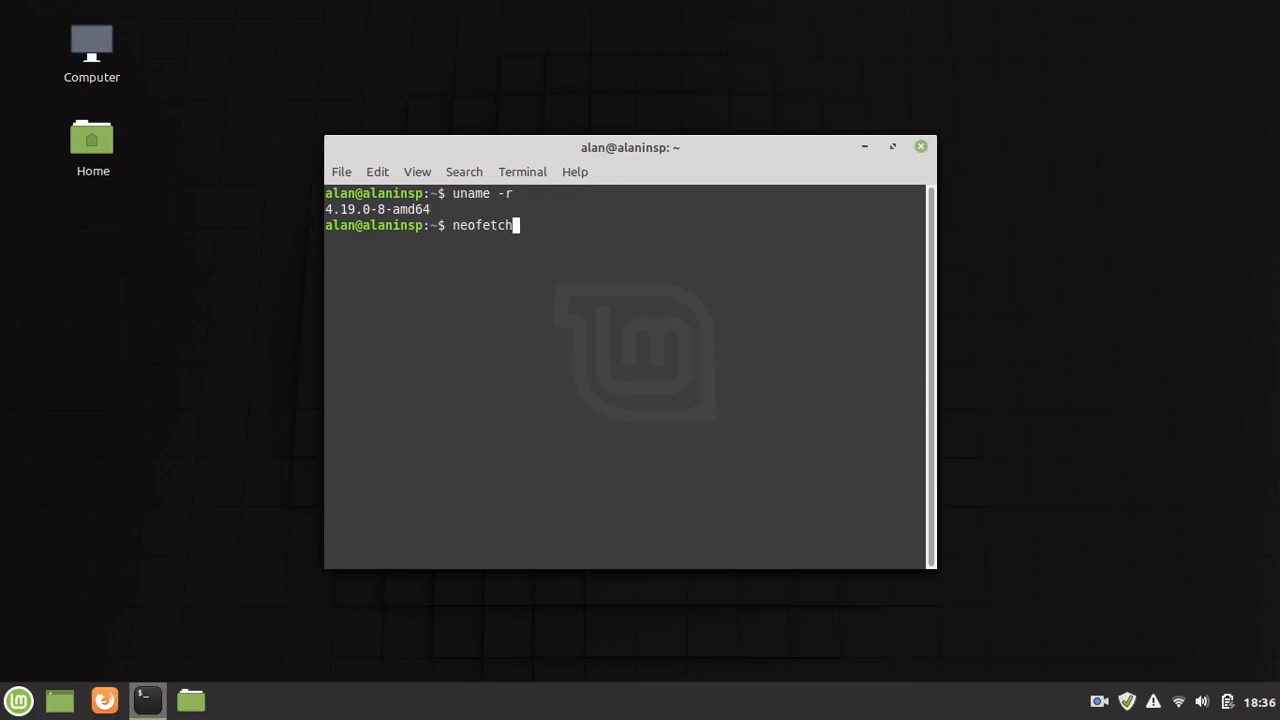 Computer
Home
alan@alaninsp: ~
File Edit View Search Terminal Help
alan@alaninsp:~$ uname -r
4.19.0-8-amd64
alan@alaninsp:~$ neofetch
$_
18:36